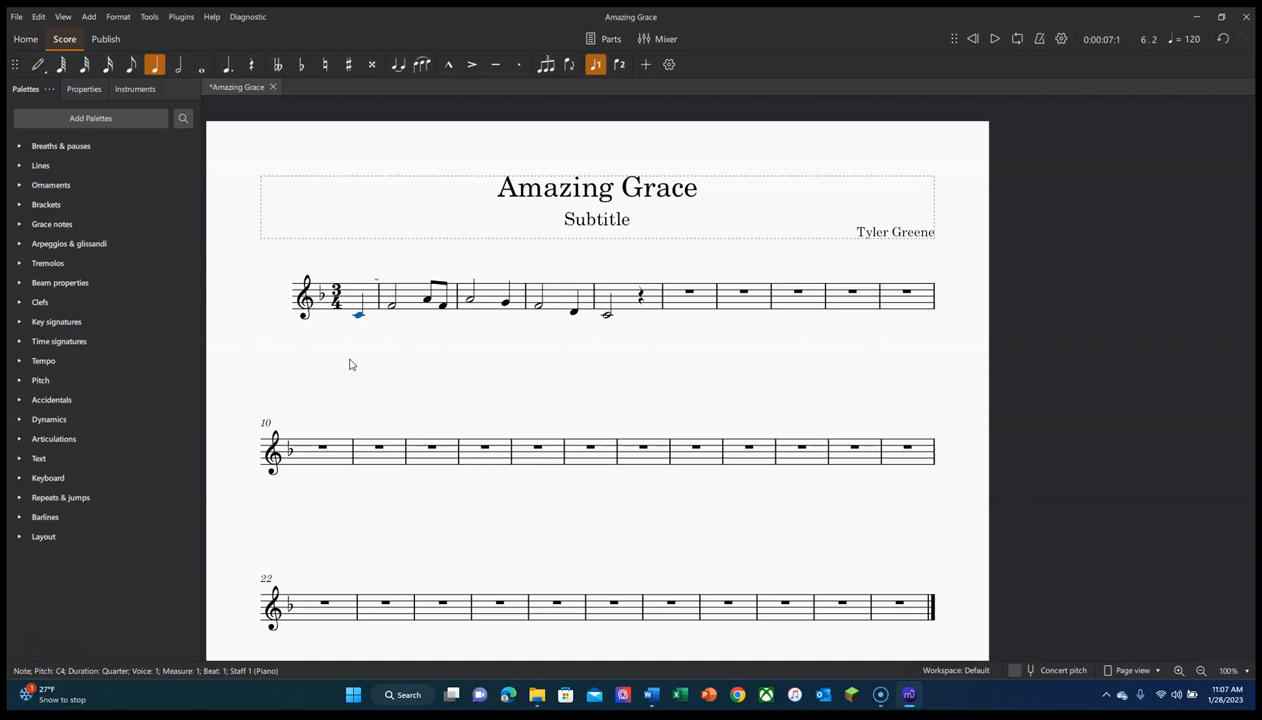 File Edit View Add Format Tools Plugins Help Diagnostic
Amazing Grace
Home Score Publish
Parts Mixer
0:00:07:1 6 . 2 = 120
1 2
Palettes Properties Instruments
*Amazing Grace
Add Palettes
Breaths & pauses
Lines
Ornaments
Brackets
Grace notes
Arpeggios & glissandi
Tremolos
Beam properties
Clefs
Key signatures
Time signatures
Tempo
Pitch
Accidentals
Dynamics
Articulations
Text
Keyboard
Repeats & jumps
Barlines
Layout
Amazing Grace
Subtitle
Tyler Greene
3
4
10
22
Note; Pitch: C4; Duration: Quarter; Voice: 1; Measure: 1; Beat: 1; Staff 1 (Piano)
Workspace: Default Concert pitch Page view 100%
1
27°F
Snow to stop
Search
11:07 AM
1/28/2023